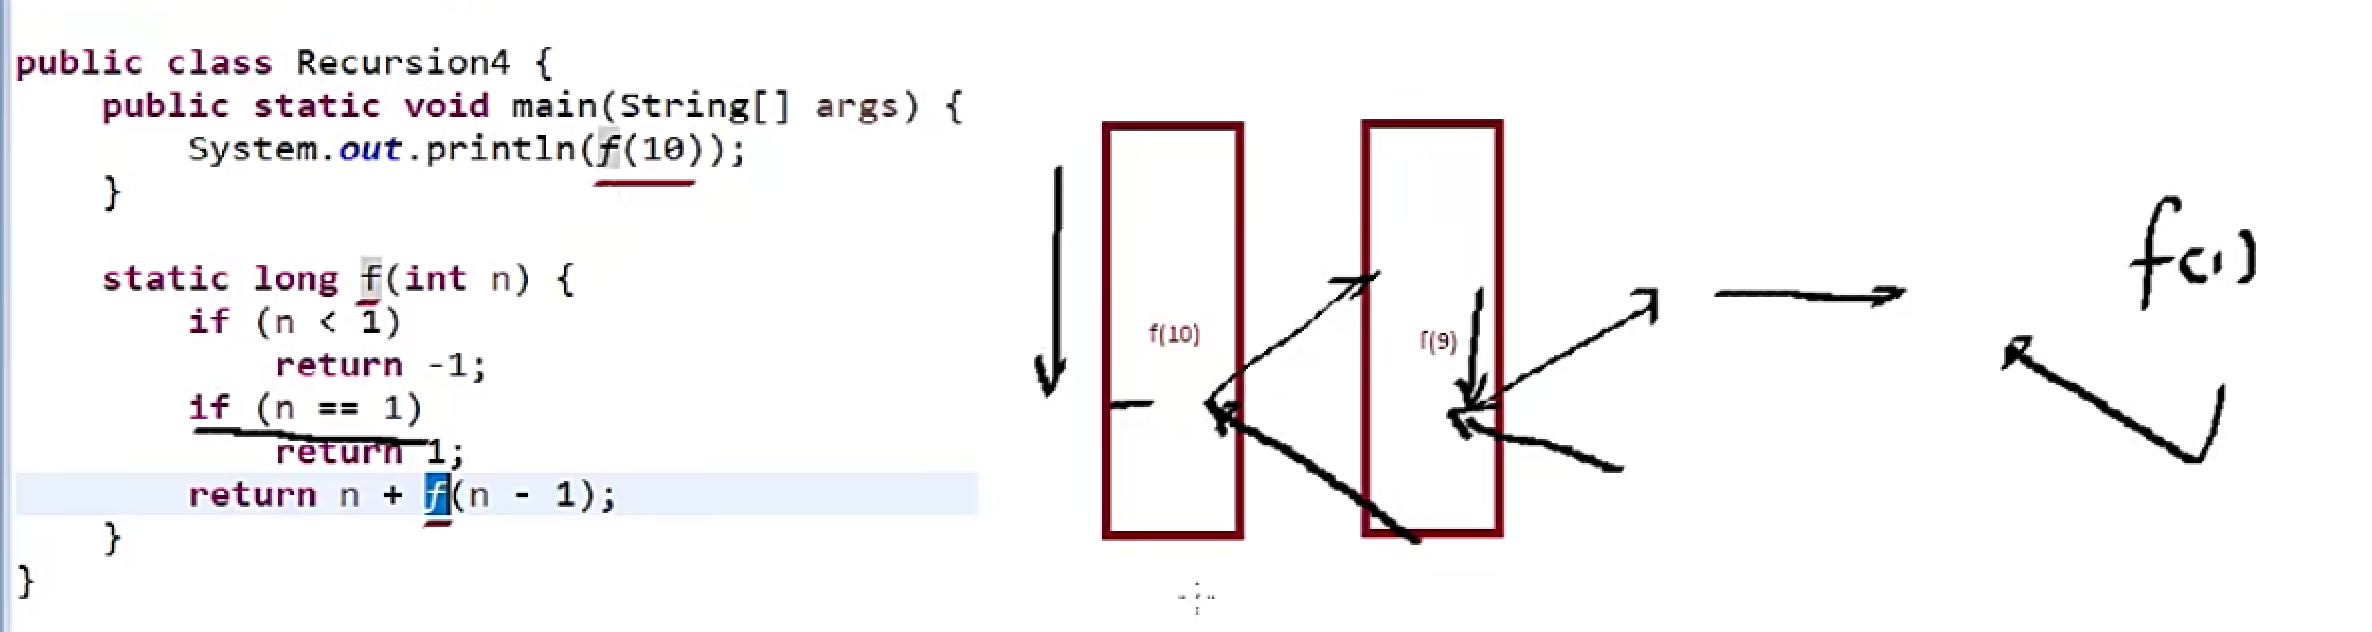 public class Recursion4 {
public static void main(String[] args) {
System.out.println(f(10));
}
static long f(int n) {
if (n < 1)
return -1;
if (n == 1)
return 1;
return n + f(n - 1);
}
}
f(10)
f(9)
f(1)